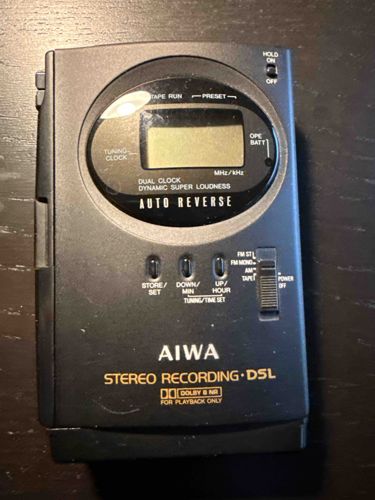 HOLD
ON
OFF
TAPE RUN PRESET
TUNING
CLOCK
OPE
BATT
MHz/kHz
DUAL CLOCK
DYNAMIC SUPER LOUDNESS
AUTO REVERSE
FM ST
FM MONO
AM
TAPE
POWER
OFF
STORE/
SET
DOWN/
MIN
UP/
HOUR
TUNING/TIME SET
AIWA
STEREO RECORDING·DSL
DOLBY B NR
FOR PLAYBACK ONLY